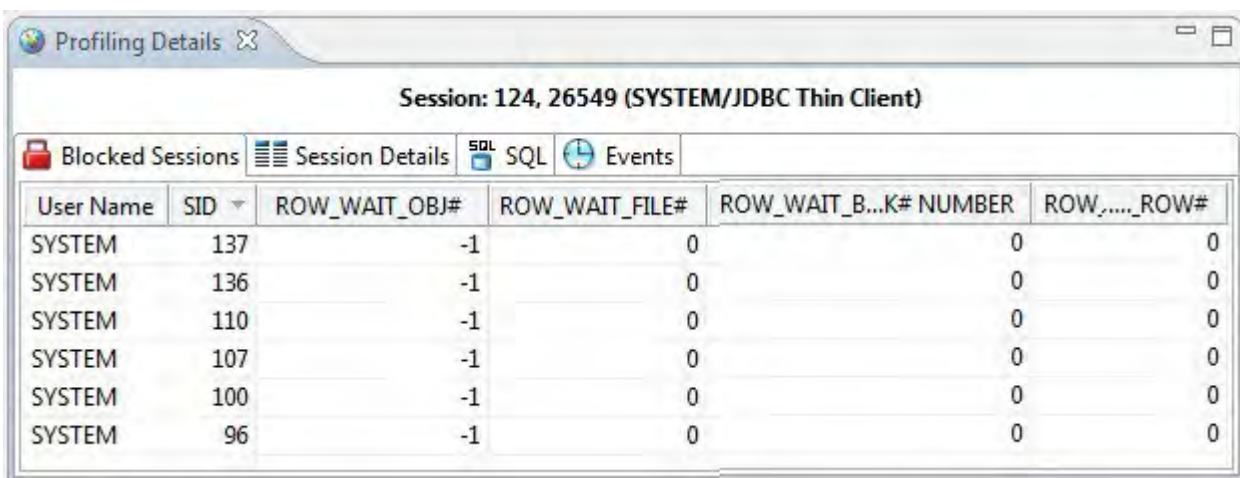 Profiling Details
Session: 124, 26549 (SYSTEM/JDBC Thin Client)
Blocked Sessions Session Details SQL SQL Events
User Name SID ROW_WAIT_OBJ# ROW_WAIT_FILE# ROW_WAIT_B...K# NUMBER ROW,....._ROW#
SYSTEM 137 -1 0 0 0
SYSTEM 136 -1 0 0 0
SYSTEM 110 -1 0 0 0
SYSTEM 107 -1 0 0 0
SYSTEM 100 -1 0 0 0
SYSTEM 96 -1 0 0 0